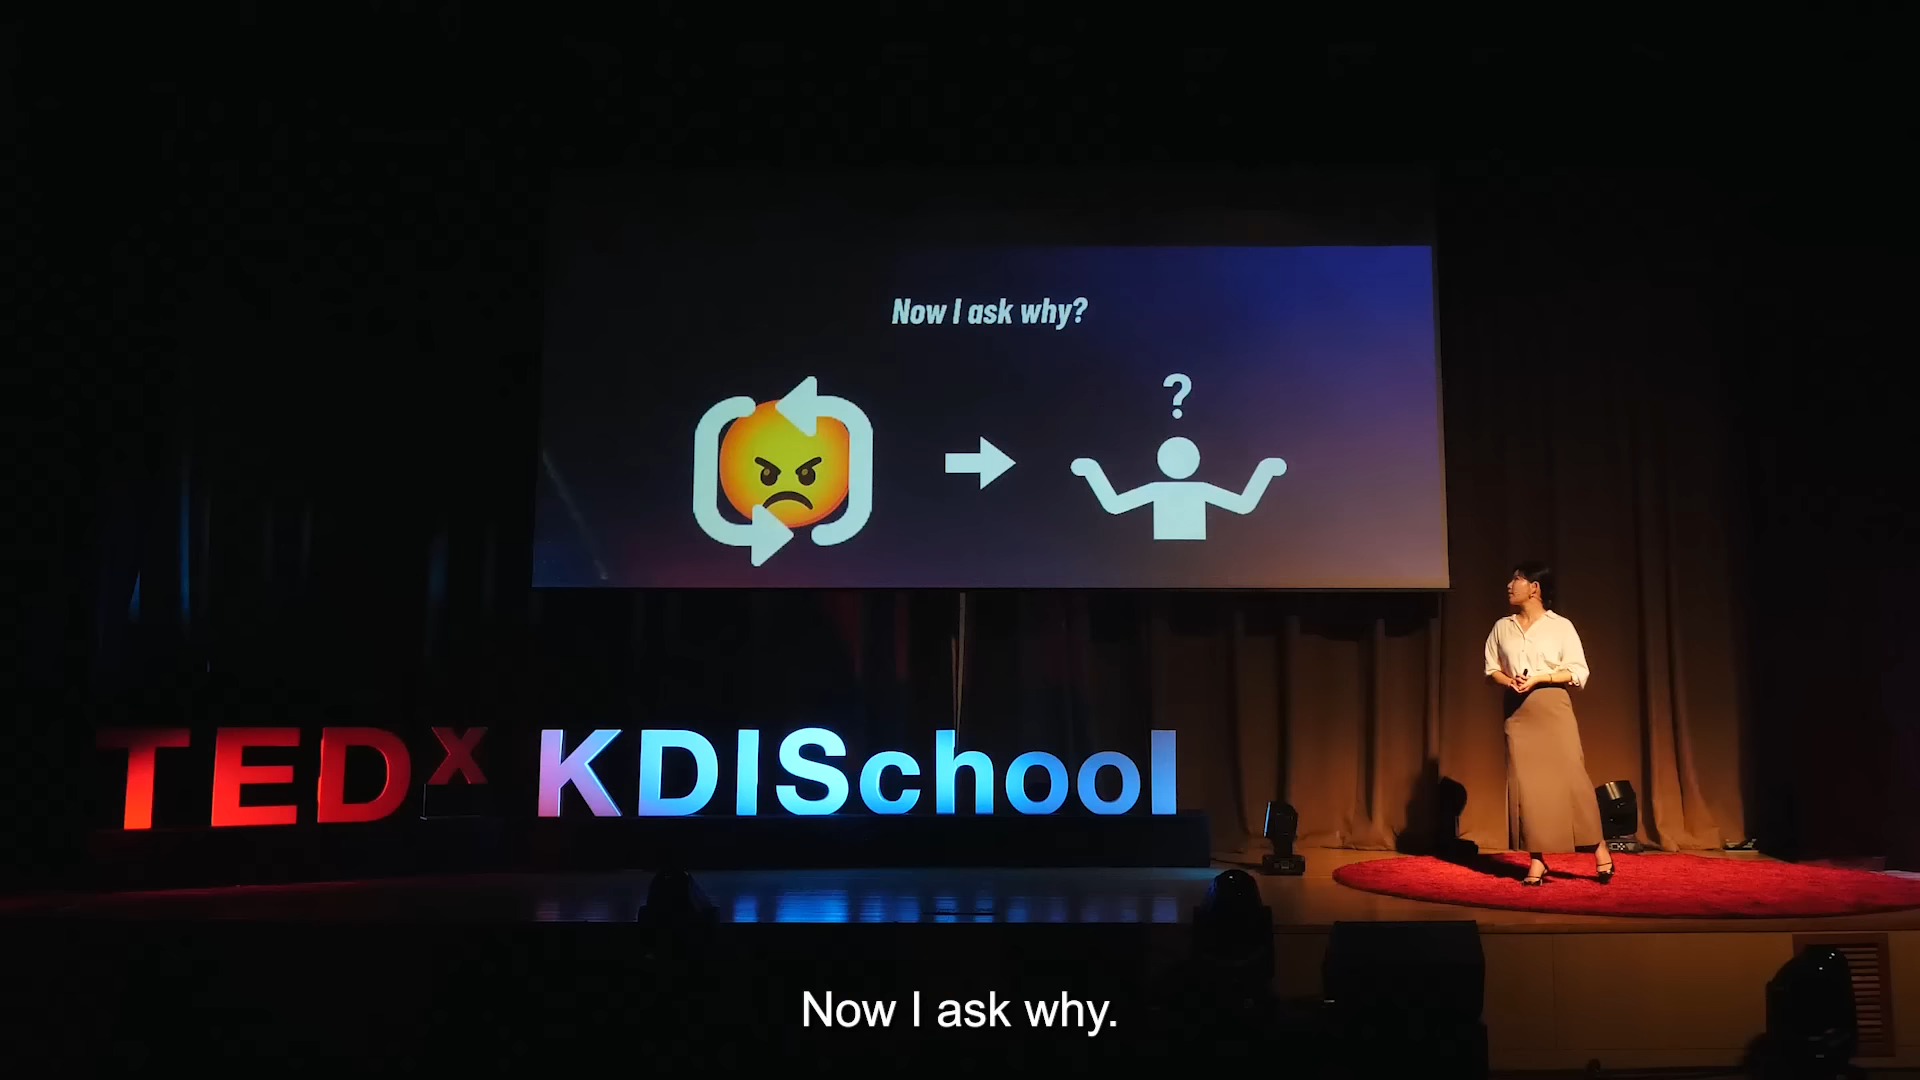 Now I ask why?
?
TEDx KDISchool
Now I ask why.